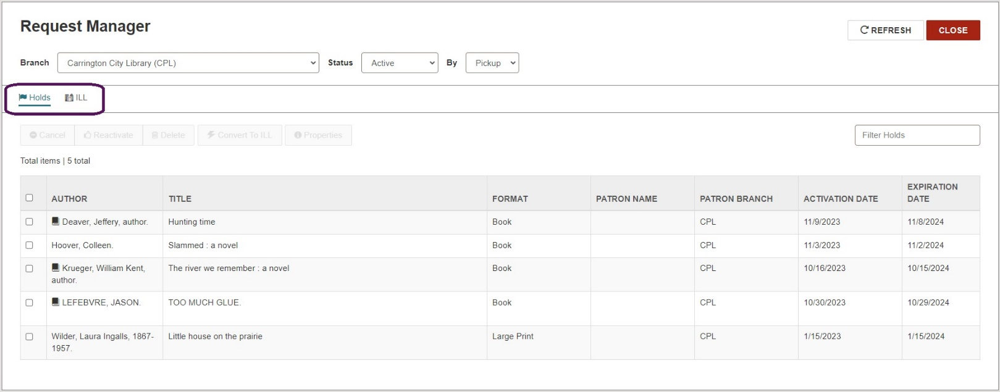 Request Manager
REFRESH CLOSE
Branch Carrington City Library (CPL) Status Active By Pickup
Holds ILL
Cancel Reactivate Delete Convert To ILL Properties Filter Holds
Total items | 5 total
AUTHOR TITLE FORMAT PATRON NAME PATRON BRANCH ACTIVATION DATE EXPIRATION DATE
Deaver, Jeffery, author. Hunting time Book CPL 11/9/2023 11/8/2024
Hoover, Colleen. Slammed : a novel Book CPL 11/3/2023 11/2/2024
Krueger, William Kent, The river we remember : a novel Book CPL 10/16/2023 10/15/2024
author.
LEFEBVRE, JASON. TOO MUCH GLUE. Book CPL 10/30/2023 10/29/2024
Wilder, Laura Ingalls, 1867- Little house on the prairie Large Print CPL 1/15/2023 1/15/2024
1957.